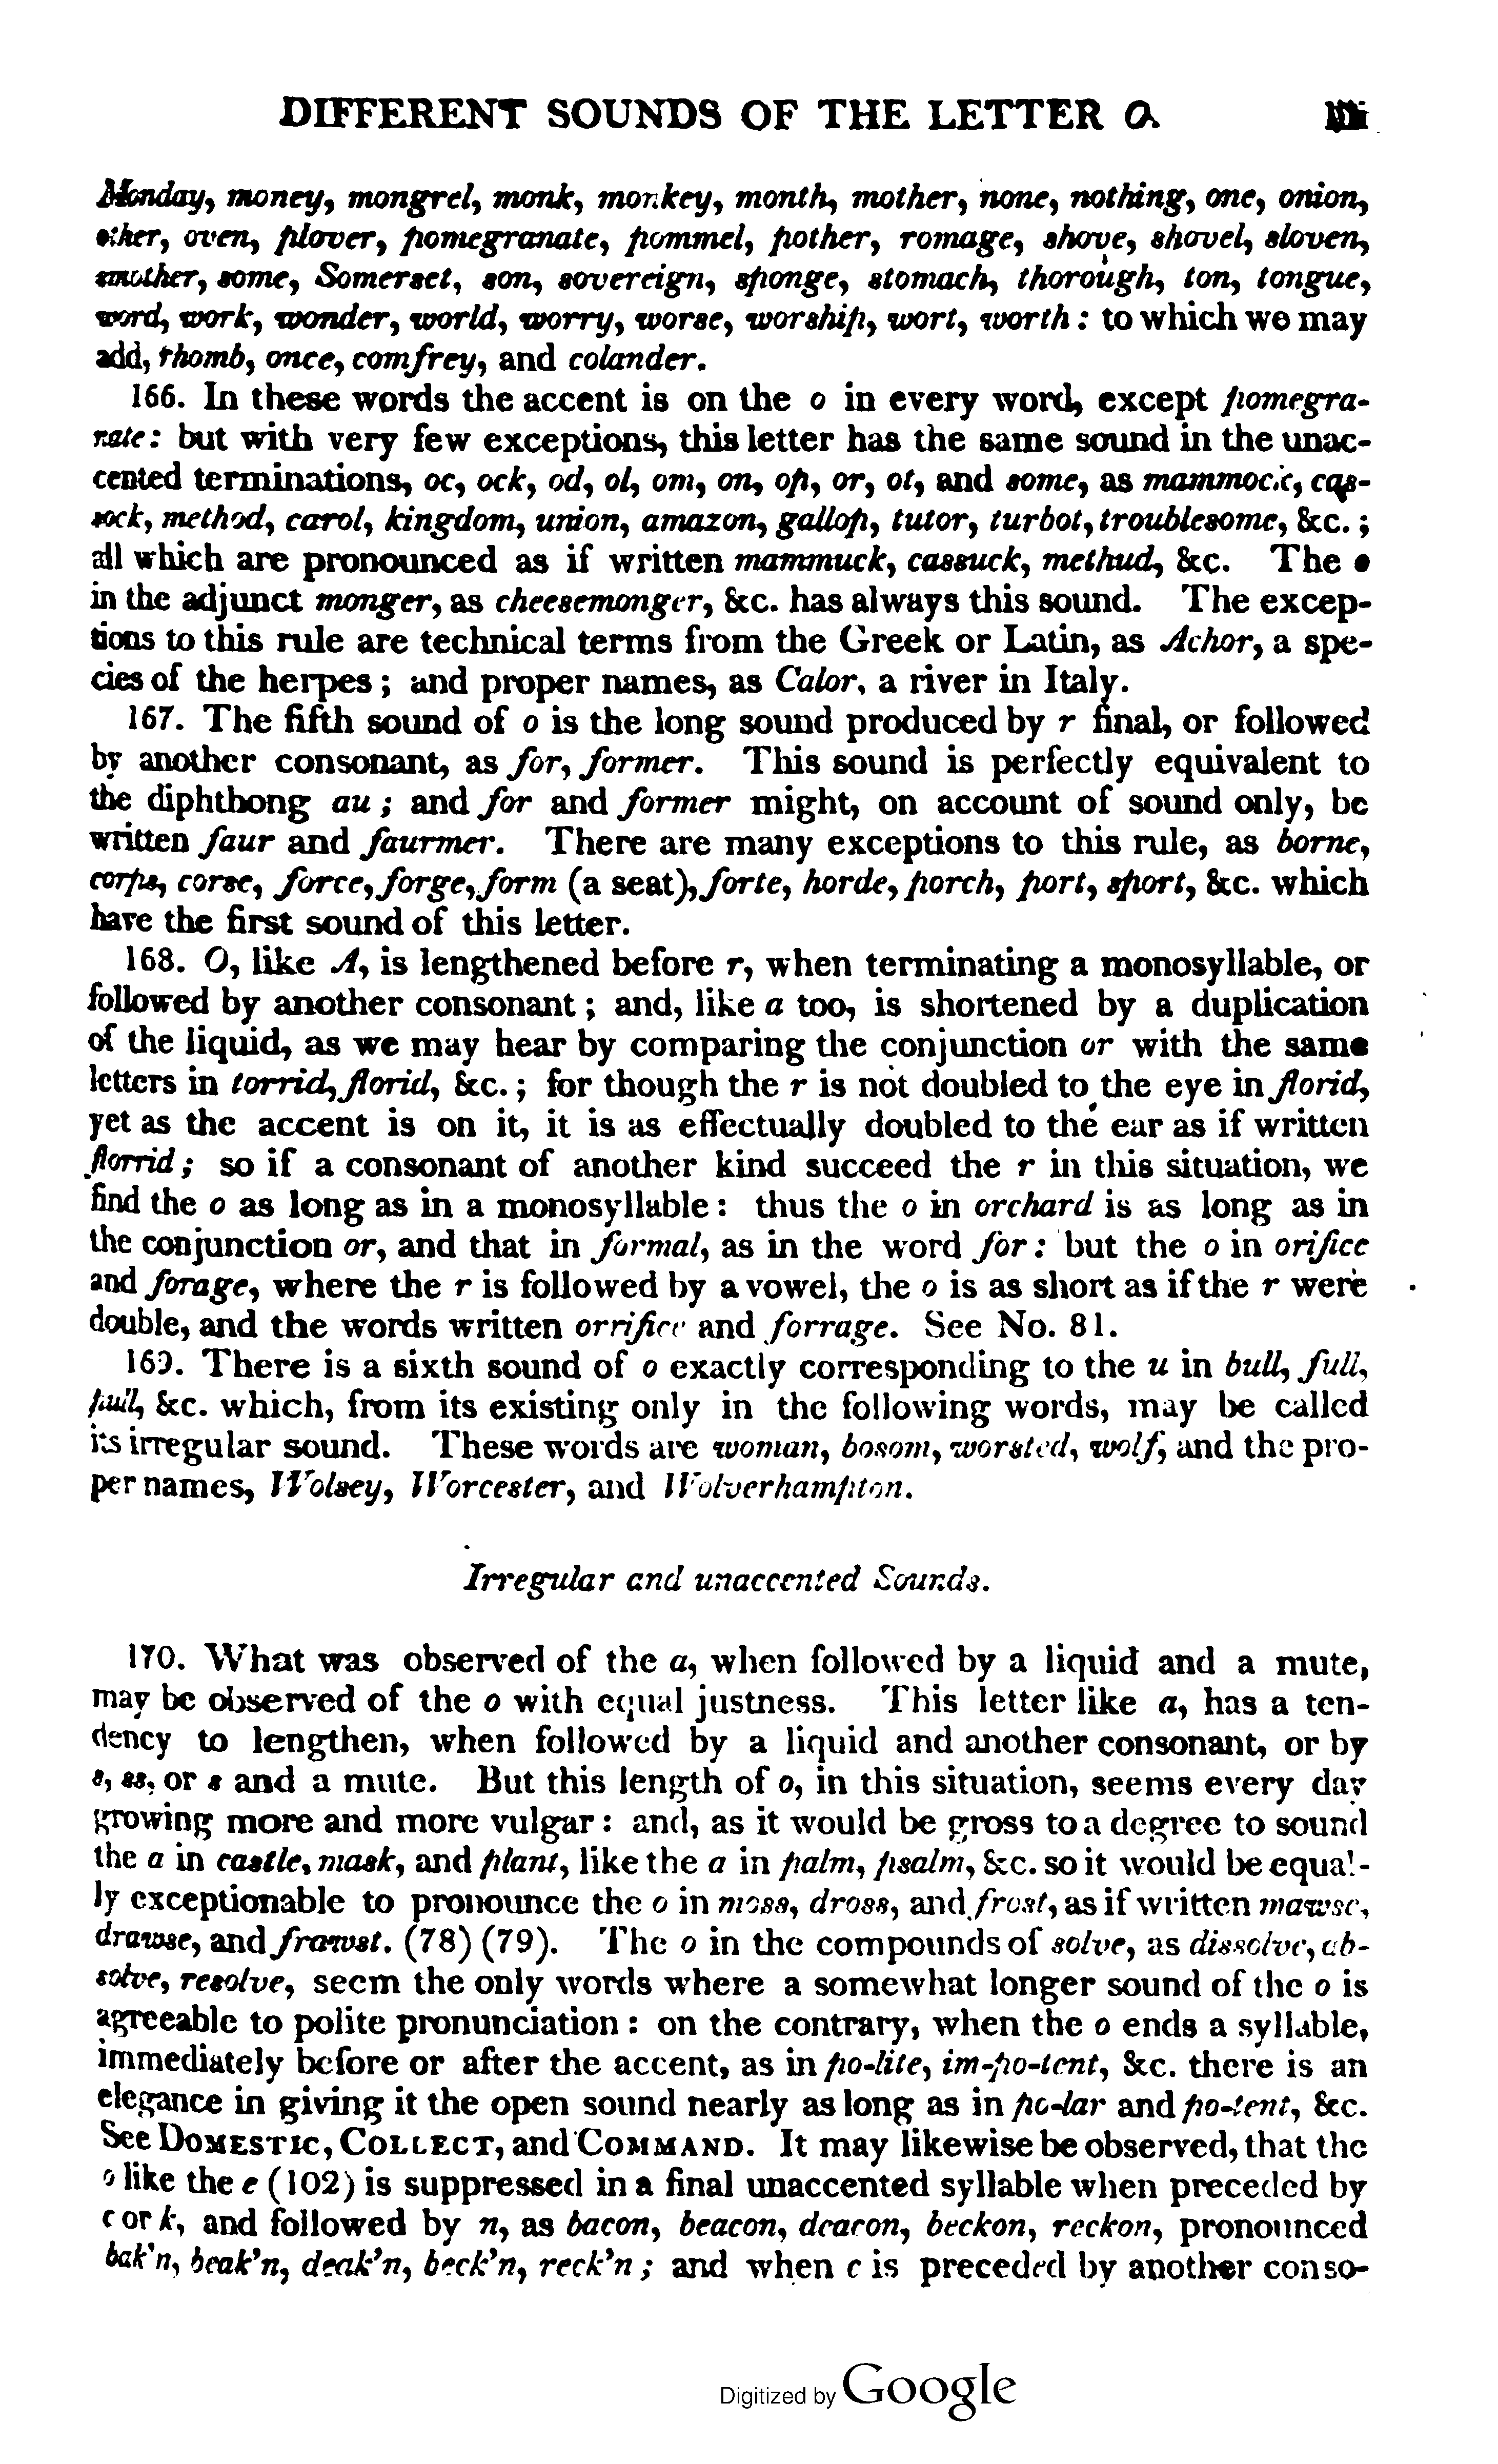 DIFFERENT SOUNDS OF THE LETTER O.
Monday, money, mongrel, monk, monkey, month, mother, none, nothing, one, onion,
other, oven, plover, pomegranate, pommel, pother, romage, shove, shovel, sloven,
smother, some, Somerset, son, sovereign, sponge, stomach, thorough, ton, tongue,
word, work, wonder, world, worry, worse, worship, wort, worth : to which we may
add, rhomb, once, comfrey, and colander.
166. In these words the accent is on the o in every word, except pomegra-
nate : but with very few exceptions, this letter has the same sound in the unac-
cented terminations, oc, ock, od, ol, om, on, op, or, ot, and some, as mammock, cas-
sock, method, carol, kingdom, union, amazon, gallop, tutor, turbot, troublesome, &c. ;
all which are pronounced as if written mammuck, cassuck, methud, &c. The o
in the adjunct monger, as cheesemonger, &c. has always this sound. The excep-
tions to this rule are technical terms from the Greek or Latin, as Achor, a spe-
cies of the herpes ; and proper names, as Calor, a river in Italy.
167. The fifth sound of o is the long sound produced by r final, or followed
by another consonant, as for, former. This sound is perfectly equivalent to
the diphthong au ; and for and former might, on account of sound only, be
written faur and faurmer. There are many exceptions to this rule, as borne,
corps, corse, force, forge, form (a seat), forte, horde, porch, port, sport, &c. which
have the first sound of this letter.
168. O, like A, is lengthened before r, when terminating a monosyllable, or
followed by another consonant ; and, like a too, is shortened by a duplication
of the liquid, as we may hear by comparing the conjunction or with the same
letters in torrid, florid, &c. ; for though the r is not doubled to the eye in florid,
yet as the accent is on it, it is as effectually doubled to the ear as if written
florrid ; so if a consonant of another kind succeed the r in this situation, we
find the o as long as in a monosyllable : thus the o in orchard is as long as in
the conjunction or, and that in formal, as in the word for : but the o in orifice
and forage, where the r is followed by a vowel, the o is as short as if the r were
double, and the words written orrifice and forrage. See No. 81.
169. There is a sixth sound of o exactly corresponding to the u in bull, full,
pull, &c. which, from its existing only in the following words, may be called
its irregular sound. These words are woman, bosom, worsted, wolf, and the pro-
per names, Wolsey, Worcester, and Wolverhampton.
Irregular and unaccented Sounds.
170. What was observed of the a, when followed by a liquid and a mute,
may be observed of the o with equal justness. This letter like a, has a ten-
dency to lengthen, when followed by a liquid and another consonant, or by
s, ss, or s and a mute. But this length of o, in this situation, seems every day
growing more and more vulgar : and, as it would be gross to a degree to sound
the a in castle, mask, and plant, like the a in palm, psalm, &c. so it would be equal-
ly exceptionable to pronounce the o in moss, dross, and frost, as if written mawse,
drawse, and frawst. (78) (79). The o in the compounds of solve, as dissolve, ab-
solve, resolve, seem the only words where a somewhat longer sound of the o is
agreeable to polite pronunciation : on the contrary, when the o ends a syllable,
immediately before or after the accent, as in po-lite, im-po-tent, &c. there is an
elegance in giving it the open sound nearly as long as in po-lar and po-tent, &c.
See DOMESTIC, COLLECT, and COMMAND. It may likewise be observed, that the
o like the e (102) is suppressed in a final unaccented syllable when preceded by
c or k, and followed by n, as bacon, beacon, deacon, beckon, reckon, pronounced
bak'n, beak'n, deak'n, beck'n, reck'n ; and when c is preceded by another conso-
Digitized by Google